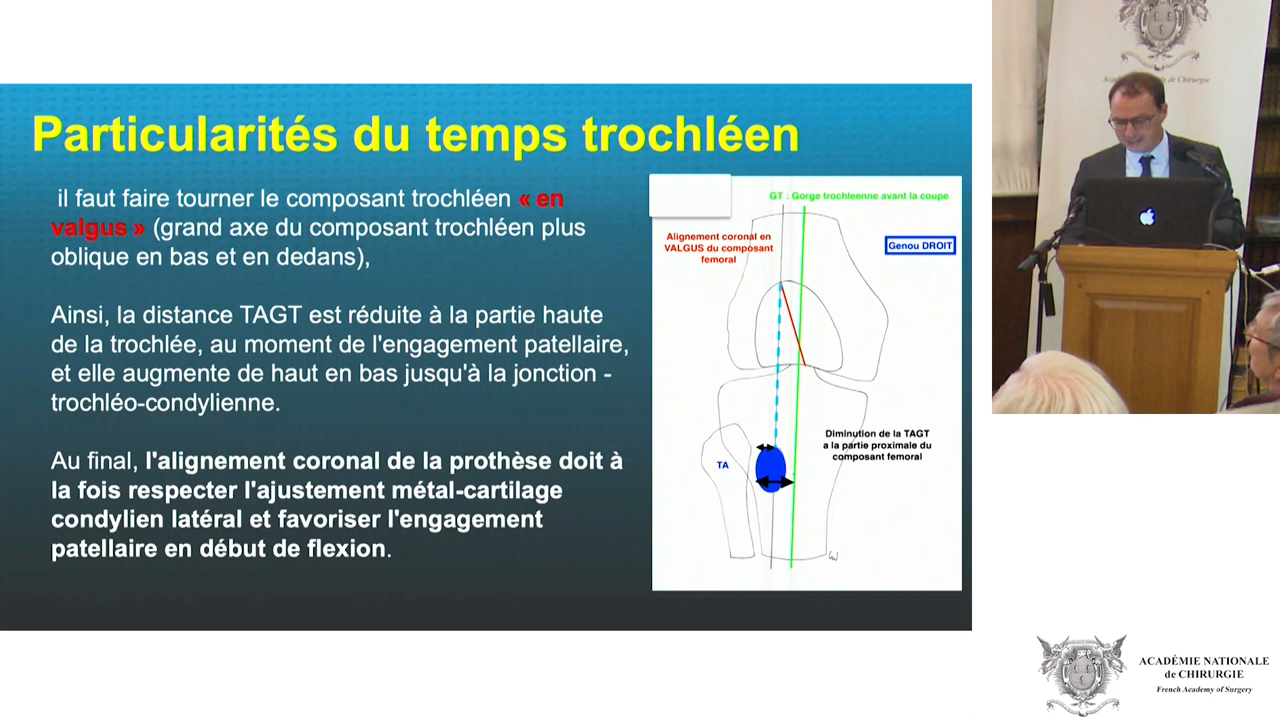 Particularités du temps trochléen
il faut faire tourner le composant trochléen « en
valgus » (grand axe du composant trochléen plus
oblique en bas et en dedans),
Ainsi, la distance TAGT est réduite à la partie haute
de la trochlée, au moment de l'engagement patellaire,
et elle augmente de haut en bas jusqu'à la jonction -
trochléo-condylienne.
Au final, l'alignement coronal de la prothèse doit à
la fois respecter l'ajustement métal-cartilage
condylien latéral et favoriser l'engagement
patellaire en début de flexion.
GT : Gorge trochleenne avant la coupe
Alignement coronal en
VALGUS du composant
femoral
Genou DROIT
Diminution de la TAGT
a la partie proximale du
composant femoral
TA
de Chirurgie
ACADÉMIE NATIONALE
de CHIRURGIE
French Academy of Surgery